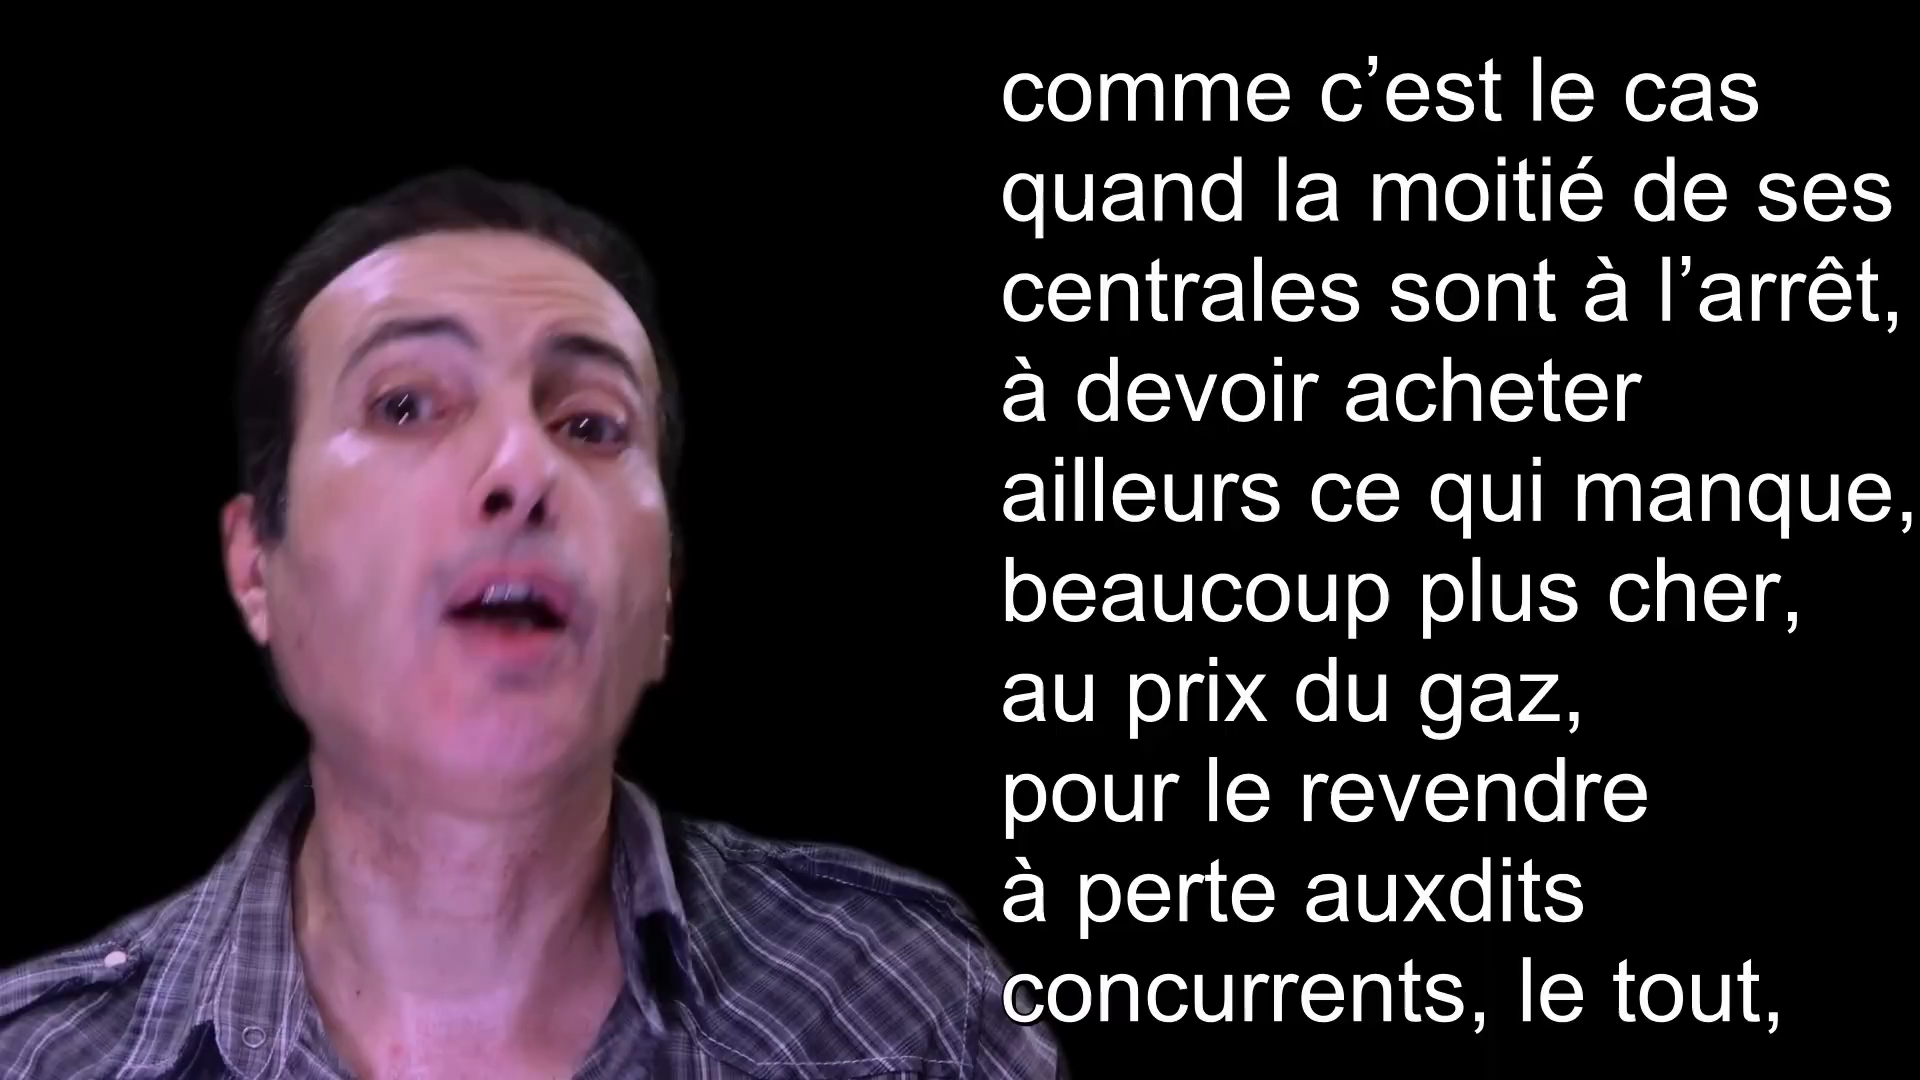 comme c’est le cas
quand la moitié de ses
centrales sont à l’arrêt,
à devoir acheter
ailleurs ce qui manque,
beaucoup plus cher,
au prix du gaz,
pour le revendre
à perte auxdits
concurrents, le tout,